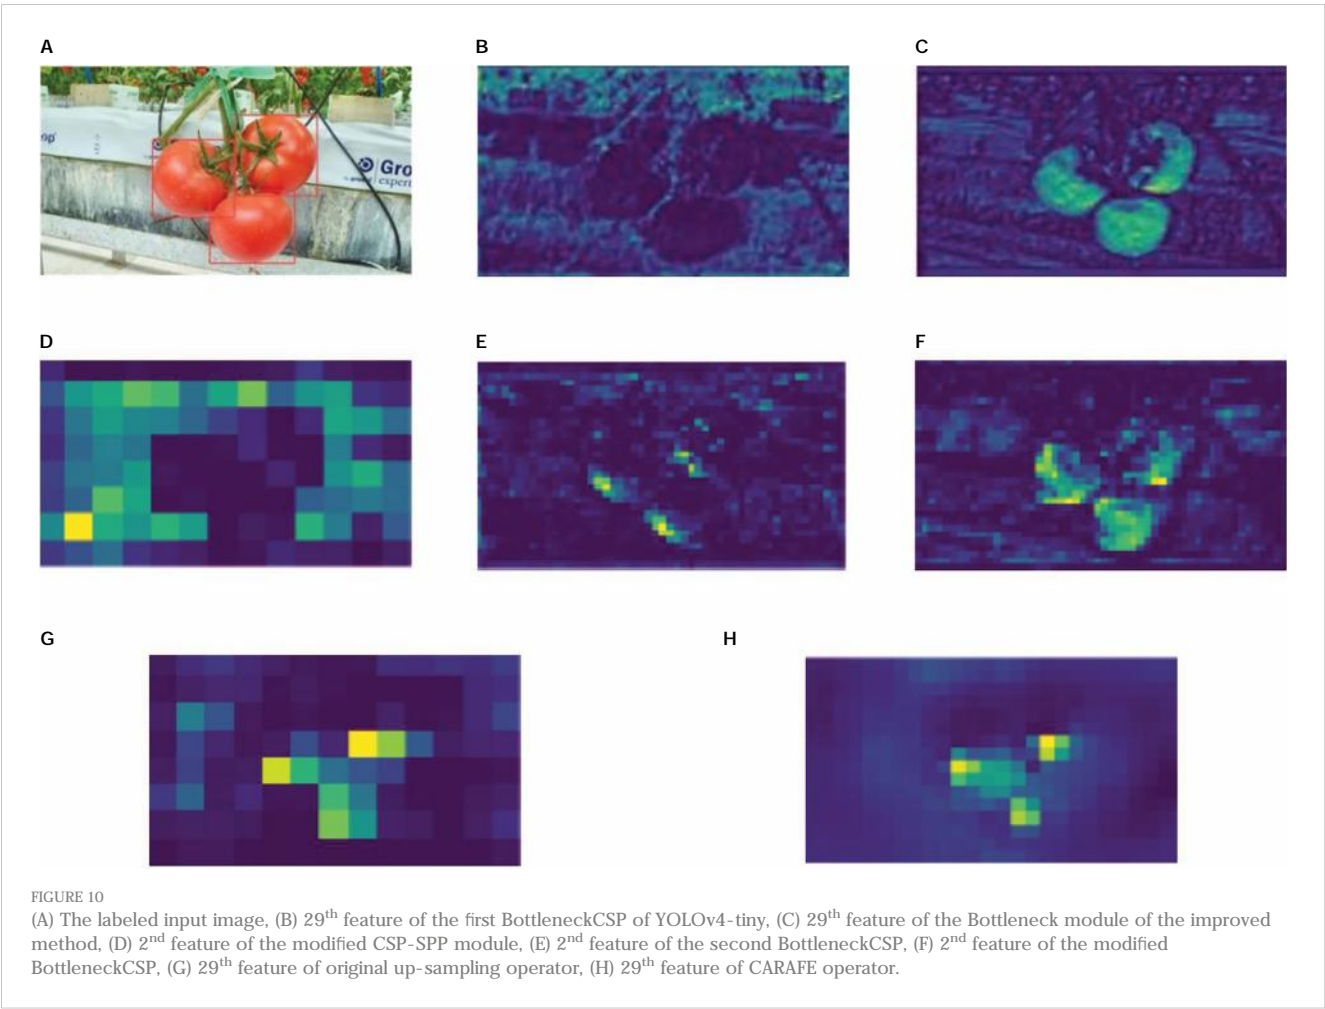 A
B
C
op'
Gro
expert
D
E
F
G
H
FIGURE 10
(A) The labeled input image, (B) 29th feature of the first BottleneckCSP of YOLOv4-tiny, (C) 29th feature of the Bottleneck module of the improved
method, (D) 2nd feature of the modified CSP-SPP module, (E) 2nd feature of the second BottleneckCSP, (F) 2nd feature of the modified
BottleneckCSP, (G) 29th feature of original up-sampling operator, (H) 29th feature of CARAFE operator.